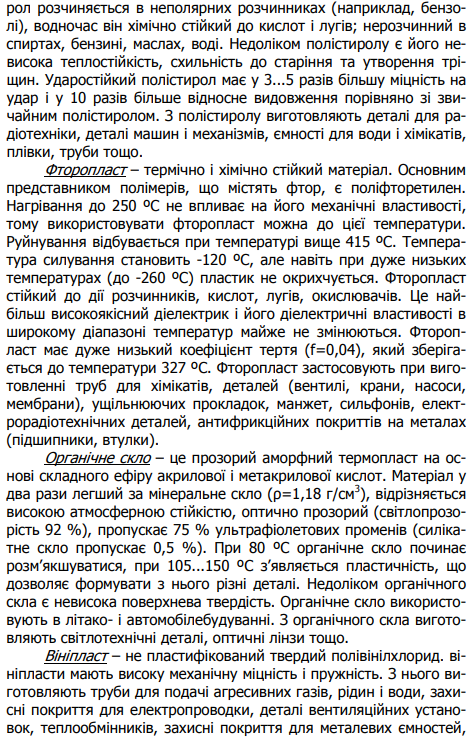 рол розчиняється в неполярних розчинниках (наприклад, бензо-
лі), водночас він хімічно стійкий до кислот і лугів; нерозчинний в
спиртах, бензині, маслах, воді. Недоліком полістиролу є його не-
висока теплостійкість, схильність до старіння та утворення трі-
щин. Ударостійкий полістирол має у 3...5 разів більшу міцність на
удар і у 10 разів більше відносне видовження порівняно зі зви-
чайним полістиролом. З полістиролу виготовляють деталі для ра-
діотехніки, деталі машин і механізмів, ємності для води і хімікатів,
плівки, труби тощо.
Фторопласт – термічно і хімічно стійкий матеріал. Основним
представником полімерів, що містять фтор, є поліфторетилен.
Нагрівання до 250 ºС не впливає на його механічні властивості,
тому використовувати фторопласт можна до цієї температури.
Руйнування відбувається при температурі вище 415 ºС. Темпера-
тура силування становить -120 ºС, але навіть при дуже низьких
температурах (до -260 ºС) пластик не окрихчується. Фторопласт
стійкий до дії розчинників, кислот, лугів, окислювачів. Це най-
більш високоякісний діелектрик і його діелектричні властивості в
широкому діапазоні температур майже не змінюються. Фтороп-
ласт має дуже низький коефіцієнт тертя (f=0,04), який зберіга-
ється до температури 327 ºС. Фторопласт застосовують при виго-
товленні труб для хімікатів, деталей (вентилі, крани, насоси,
мембрани), ущільнюючих прокладок, манжет, сильфонів, елект-
рорадіотехнічних деталей, антифрикційних покриттів на металах
(підшипники, втулки).
Органічне скло – це прозорий аморфний термопласт на ос-
нові складного ефіру акрилової і метакрилової кислот. Матеріал у
два рази легший за мінеральне скло (ρ=1,18 г/см³), відрізняється
високою атмосферною стійкістю, оптично прозорий (світлопрозо-
рість 92 %), пропускає 75 % ультрафіолетових променів (силіка-
тне скло пропускає 0,5 %). При 80 ºС органічне скло починає
розм’якшуватися, при 105...150 ºС з’являється пластичність, що
дозволяє формувати з нього різні деталі. Недоліком органічного
скла є невисока поверхнева твердість. Органічне скло використо-
вують в літако- і автомобілебудуванні. З органічного скла вигото-
вляють світлотехнічні деталі, оптичні лінзи тощо.
Вініпласт – не пластифікований твердий полівінілхлорид. ві-
ніпласти мають високу механічну міцність і пружність. З нього ви-
готовляють труби для подачі агресивних газів, рідин і води, захи-
сні покриття для електропроводки, деталі вентиляційних устано-
вок, теплообмінників, захисні покриття для металевих ємностей,